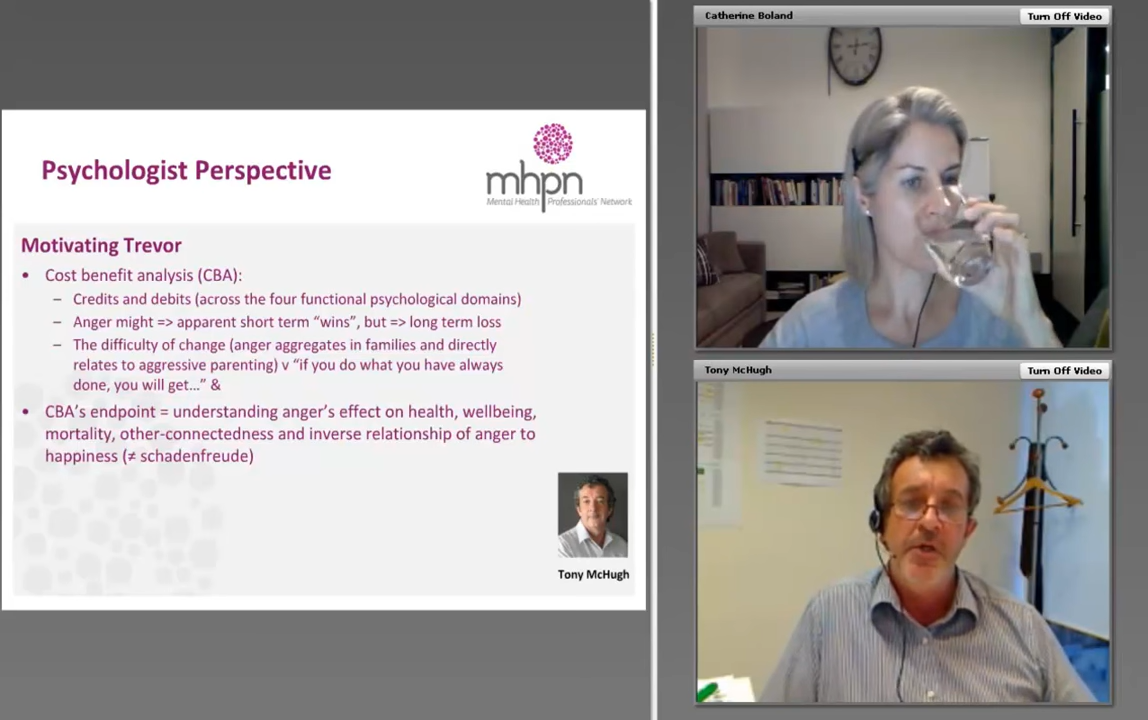 Psychologist Perspective
mhpn
Mental Health Professionals' Network
Motivating Trevor
• Cost benefit analysis (CBA):
– Credits and debits (across the four functional psychological domains)
– Anger might => apparent short term “wins”, but => long term loss
– The difficulty of change (anger aggregates in families and directly
relates to aggressive parenting) v “if you do what you have always
done, you will get...” &
• CBA’s endpoint = understanding anger’s effect on health, wellbeing,
mortality, other-connectedness and inverse relationship of anger to
happiness (≠ schadenfreude)
Tony McHugh
Catherine Boland
Turn Off Video
Tony McHugh
Turn Off Video